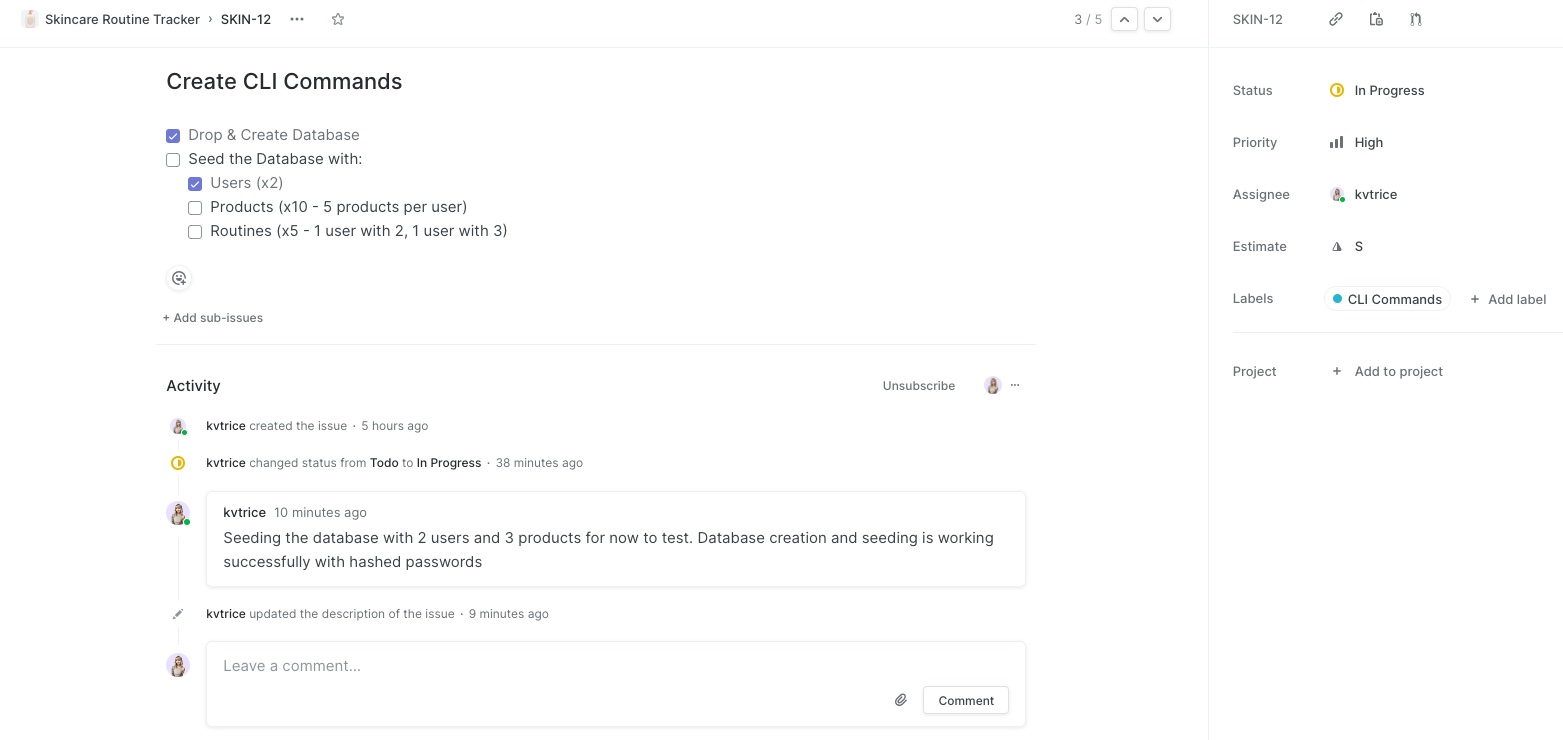 Skincare Routine Tracker › SKIN-12 ···
3 / 5
SKIN-12
Create CLI Commands
Drop & Create Database
Seed the Database with:
Users (x2)
Products (x10 - 5 products per user)
Routines (x5 - 1 user with 2, 1 user with 3)
+ Add sub-issues
Activity
Unsubscribe ···
kvtrice created the issue · 5 hours ago
kvtrice changed status from Todo to In Progress · 38 minutes ago
kvtrice 10 minutes ago
Seeding the database with 2 users and 3 products for now to test. Database creation and seeding is working
successfully with hashed passwords
kvtrice updated the description of the issue · 9 minutes ago
Leave a comment...
Comment
Status In Progress
Priority High
Assignee kvtrice
Estimate S
Labels CLI Commands + Add label
Project + Add to project